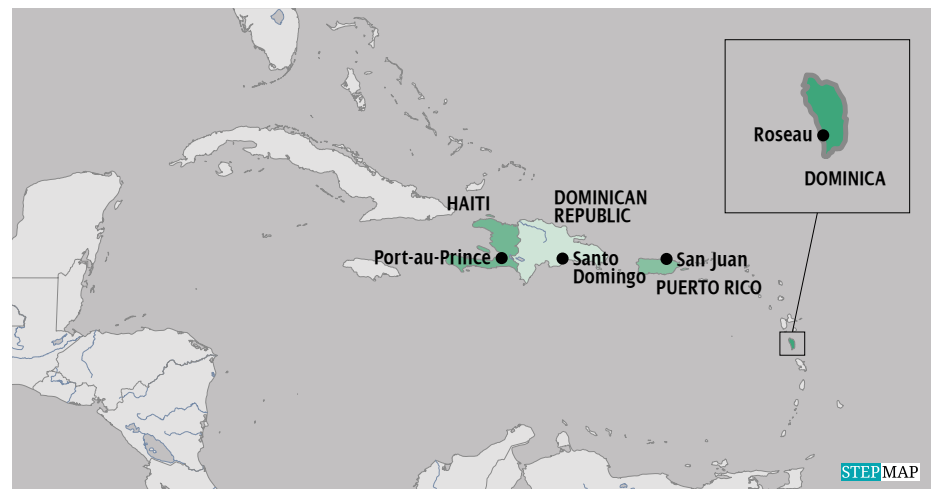 Roseau
DOMINICA
HAITI
DOMINICAN
REPUBLIC
Port-au-Prince
Santo
Domingo
San Juan
PUERTO RICO
STEPMAP